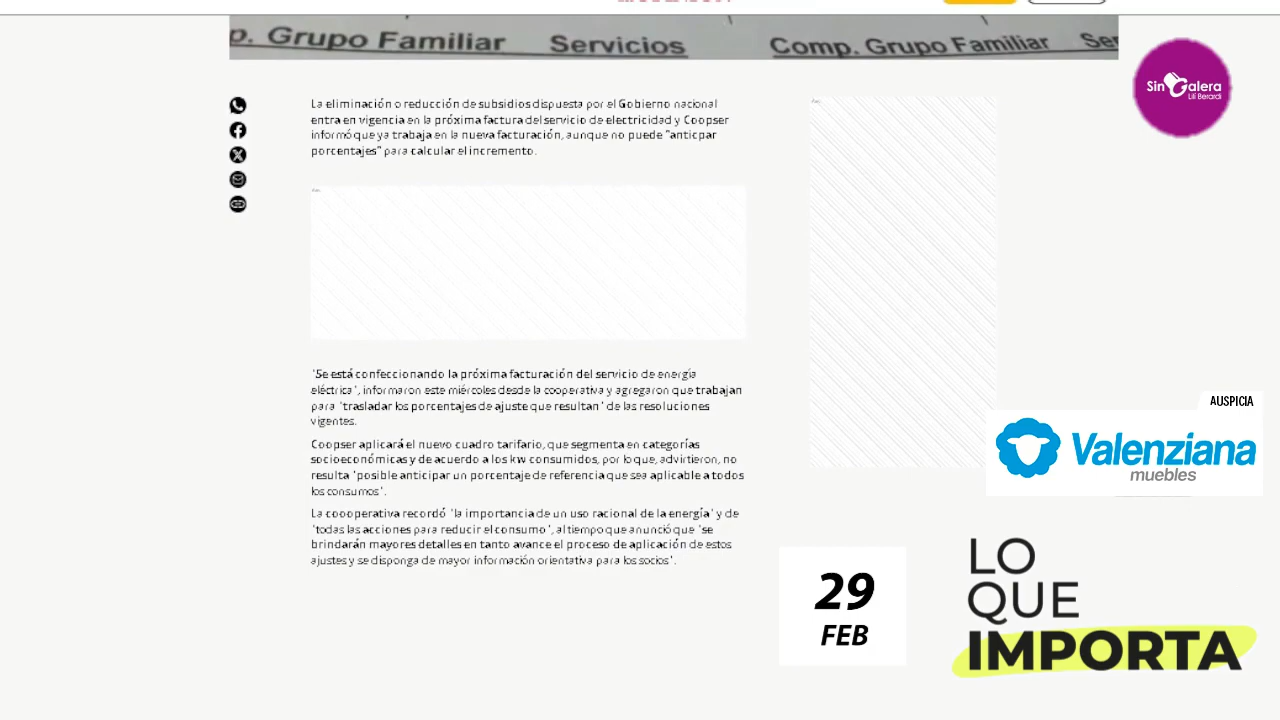 p. Grupo Familiar Servicios Comp. Grupo Familiar Ser
Sin Galera
Lili Berardi
La eliminación o reducción de subsidios dispuesta por el Gobierno nacional
entra en vigencia en la próxima factura del servicio de electricidad y Coopser
informó que ya trabaja en la nueva facturación, aunque no puede "anticpar
porcentajes" para calcular el incremento.
"Se está confeccionando la próxima facturación del servicio de energía
eléctrica", informaron este miércoles desde la cooperativa y agregaron que trabajan
para "trasladar los porcentajes de ajuste que resultan" de las resoluciones
vigentes.
Coopser aplicará el nuevo cuadro tarifario, que segmenta en categorías
socioeconómicas y de acuerdo a los kw consumidos, por lo que, advirtieron, no
resulta "posible anticipar un porcentaje de referencia que sea aplicable a todos
los consumos".
La coooperativa recordó "la importancia de un uso racional de la energía" y de
"todas las acciones para reducir el consumo", al tiempo que anunció que "se
brindarán mayores detalles en tanto avance el proceso de aplicación de estos
ajustes y se disponga de mayor información orientativa para los socios".
AUSPICIA
Valenziana
muebles
29
FEB
LO
QUE
IMPORTA